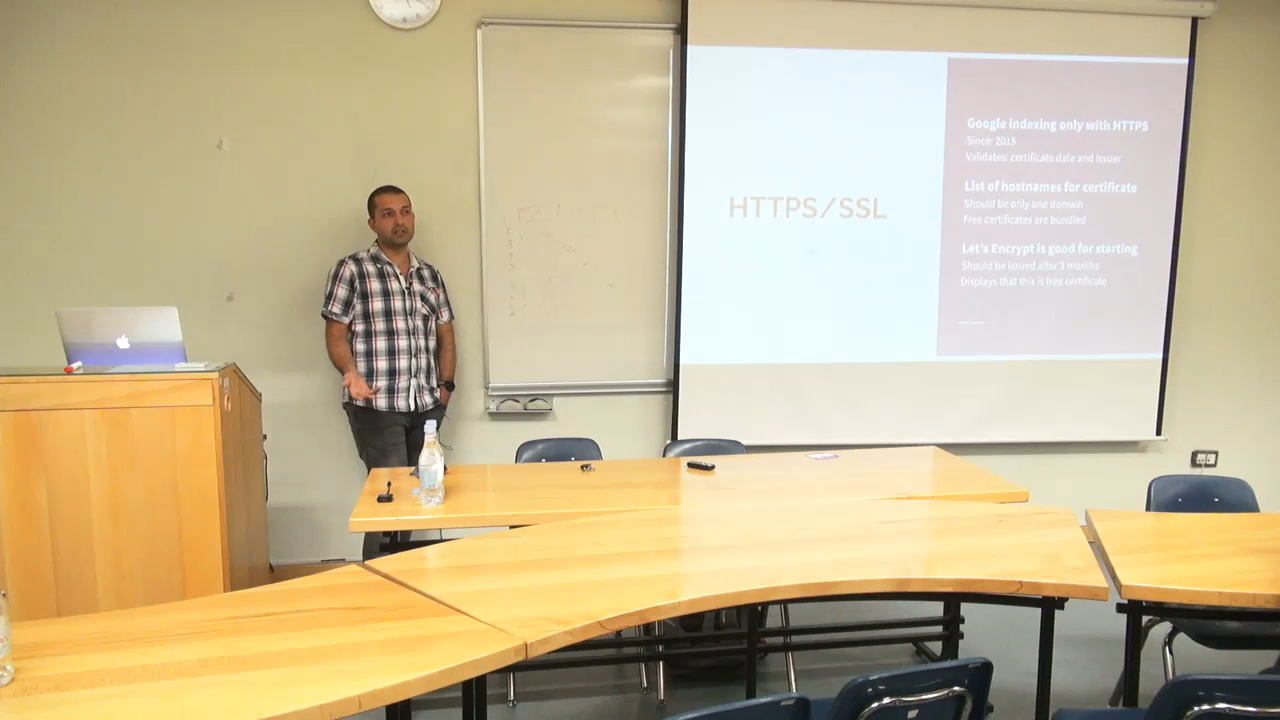 HTTPS/SSL
Google indexing only with HTTPS
Since: 2015
Validates: certificate date and issuer
List of hostnames for certificate
Should be only one domain
Free certificates are bundled
Let's Encrypt is good for starting
Should be issued after 3 months
Displays that this is free certificate